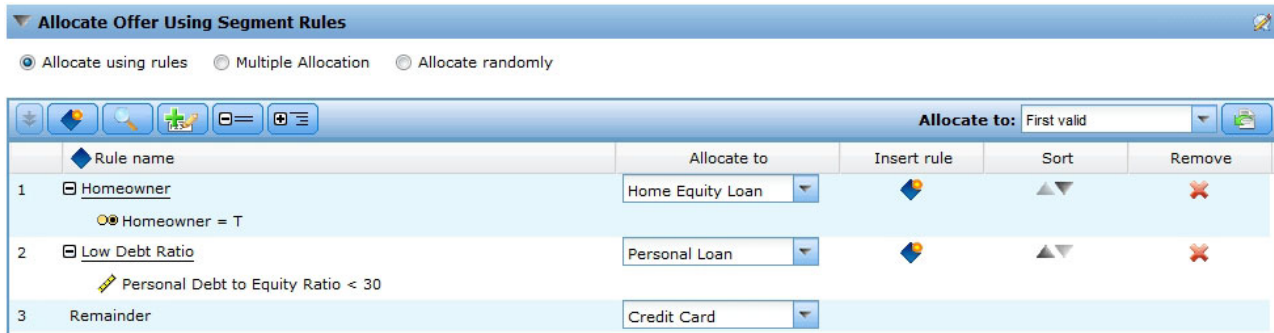 Allocate Offer Using Segment Rules
Allocate using rules Multiple Allocation Allocate randomly
Allocate to: First valid
Rule name Allocate to Insert rule Sort Remove
1 Homeowner Home Equity Loan
Homeowner = T
2 Low Debt Ratio Personal Loan
Personal Debt to Equity Ratio < 30
3 Remainder Credit Card